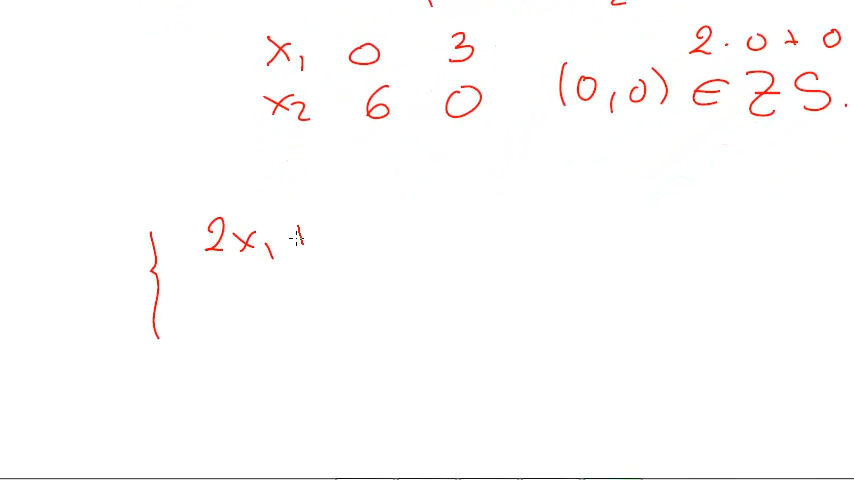 x₁ 0 3 2 · 0 + 0
x₂ 6 0 (0,0) ∈ ZS.
{ 2x₁ +